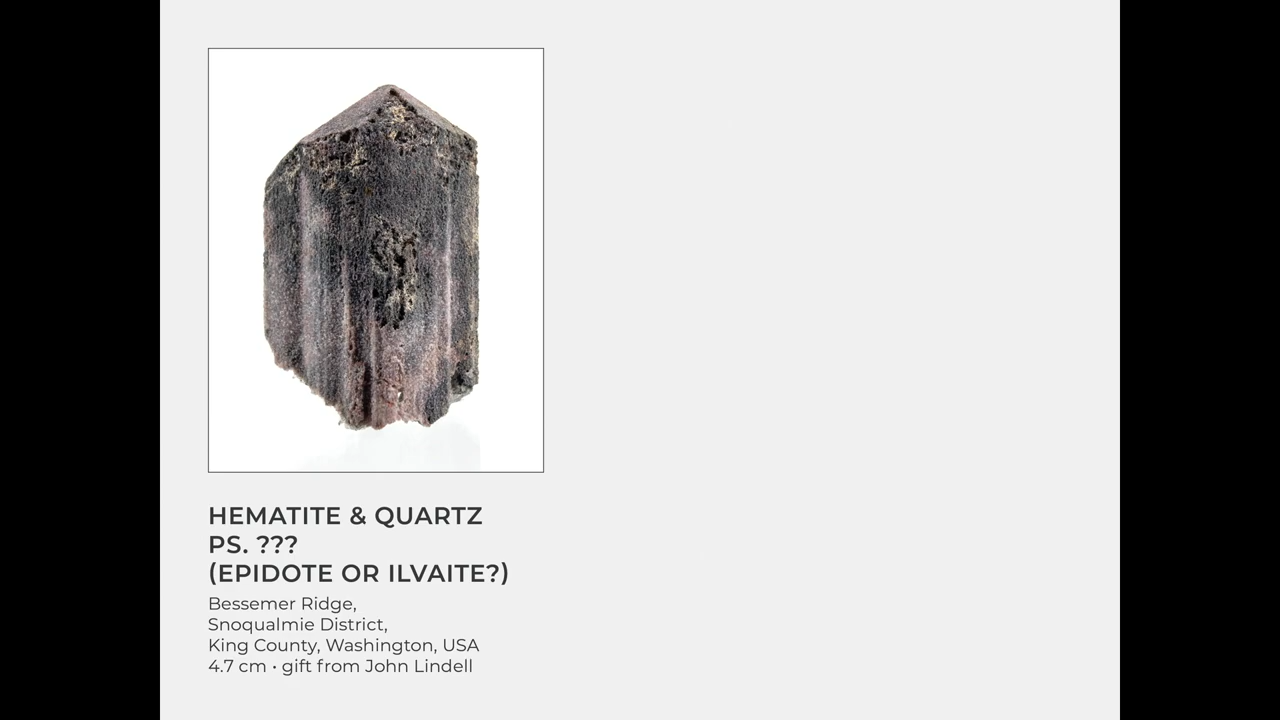 HEMATITE & QUARTZ
PS. ???
(EPIDOTE OR ILVAITE?)
Bessemer Ridge,
Snoqualmie District,
King County, Washington, USA
4.7 cm • gift from John Lindell